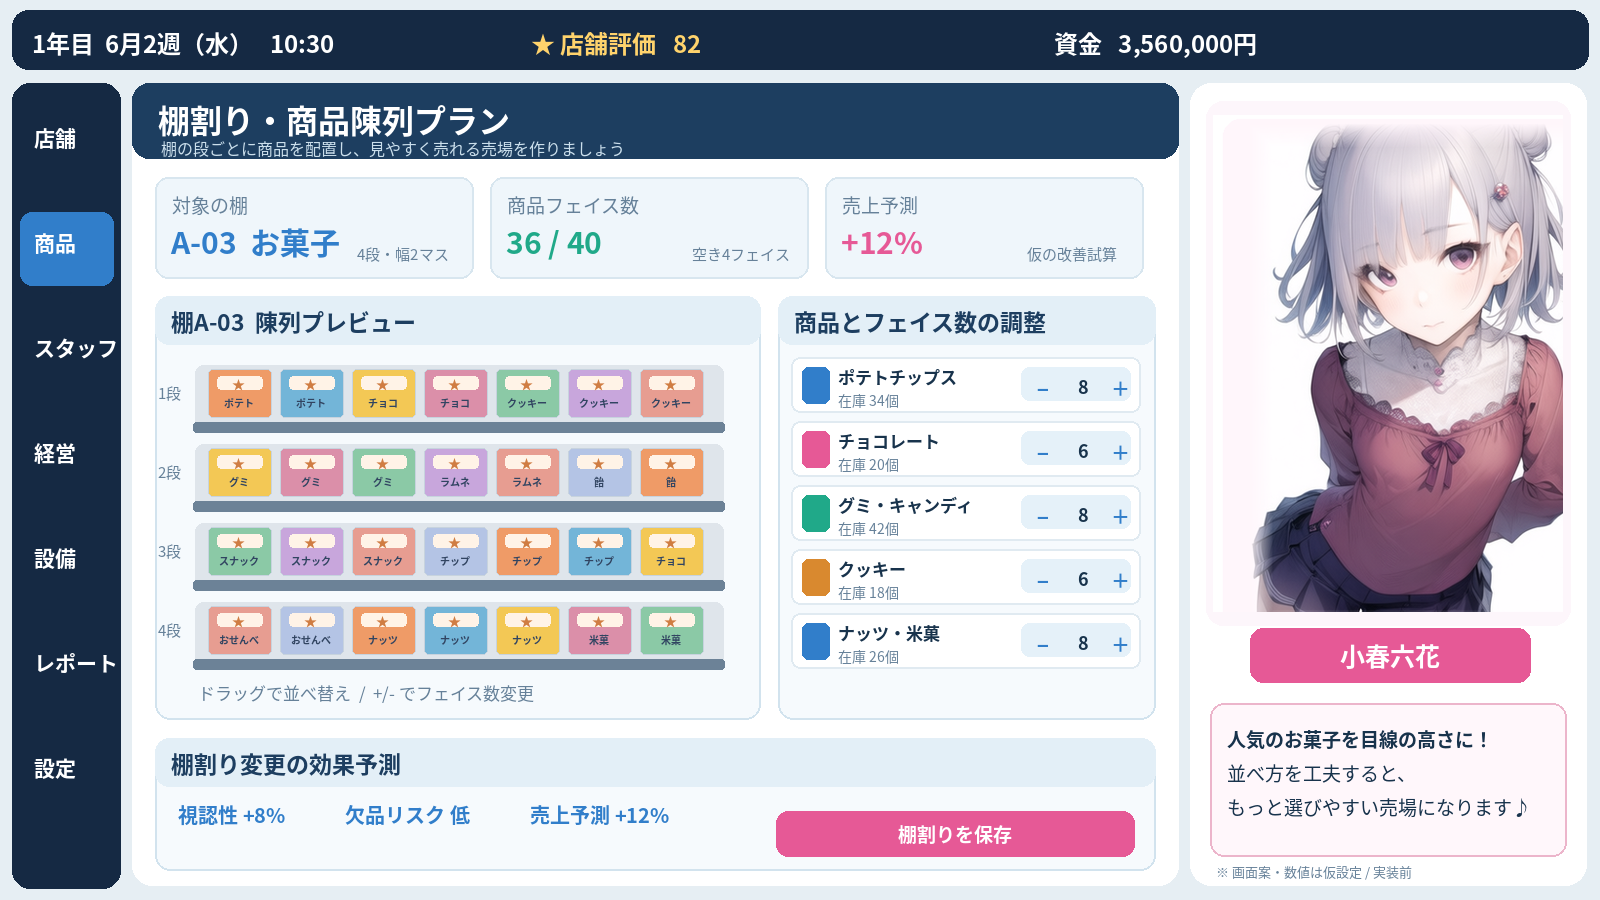 1年目 6月2週（水） 10:30
★ 店舗評価 82
資金 3,560,000円
店舗
商品
スタッフ
経営
設備
レポート
設定
棚割り・商品陳列プラン
棚の段ごとに商品を配置し、見やすく売れる売場を作りましょう
対象の棚
A-03 お菓子 4段・幅2マス
商品フェイス数
36 / 40 空き4フェイス
売上予測
+12% 仮の改善試算
棚A-03 陳列プレビュー
1段
★ ★ ★ ★ ★ ★ ★
ポテト ポテト チョコ チョコ クッキー クッキー クッキー
2段
★ ★ ★ ★ ★ ★ ★
グミ グミ グミ ラムネ ラムネ 飴 飴
3段
★ ★ ★ ★ ★ ★ ★
スナック スナック スナック チップ チップ チップ チョコ
4段
★ ★ ★ ★ ★ ★ ★
おせんべ おせんべ ナッツ ナッツ ナッツ 米菓 米菓
ドラッグで並べ替え / +/- でフェイス数変更
商品とフェイス数の調整
ポテトチップス
在庫 34個
− 8 +
チョコレート
在庫 20個
− 6 +
グミ・キャンディ
在庫 42個
− 8 +
クッキー
在庫 18個
− 6 +
ナッツ・米菓
在庫 26個
− 8 +
棚割り変更の効果予測
視認性 +8% 欠品リスク 低 売上予測 +12%
棚割りを保存
小春六花
人気のお菓子を目線の高さに！
並べ方を工夫すると、
もっと選びやすい売場になります♪
※ 画面案・数値は仮設定 / 実装前